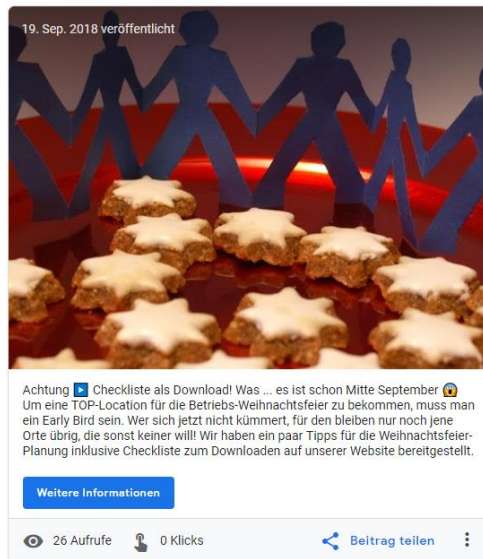 19. Sep. 2018 veröffentlicht
Achtung ▶️ Checkliste als Download! Was ... es ist schon Mitte September 😱
Um eine TOP-Location für die Betriebs-Weihnachtsfeier zu bekommen, muss man
ein Early Bird sein. Wer sich jetzt nicht kümmert, für den bleiben nur noch jene
Orte übrig, die sonst keiner will! Wir haben ein paar Tipps für die Weihnachtsfeier-
Planung inklusive Checkliste zum Downloaden auf unserer Website bereitgestellt.
Weitere Informationen
26 Aufrufe 0 Klicks Beitrag teilen